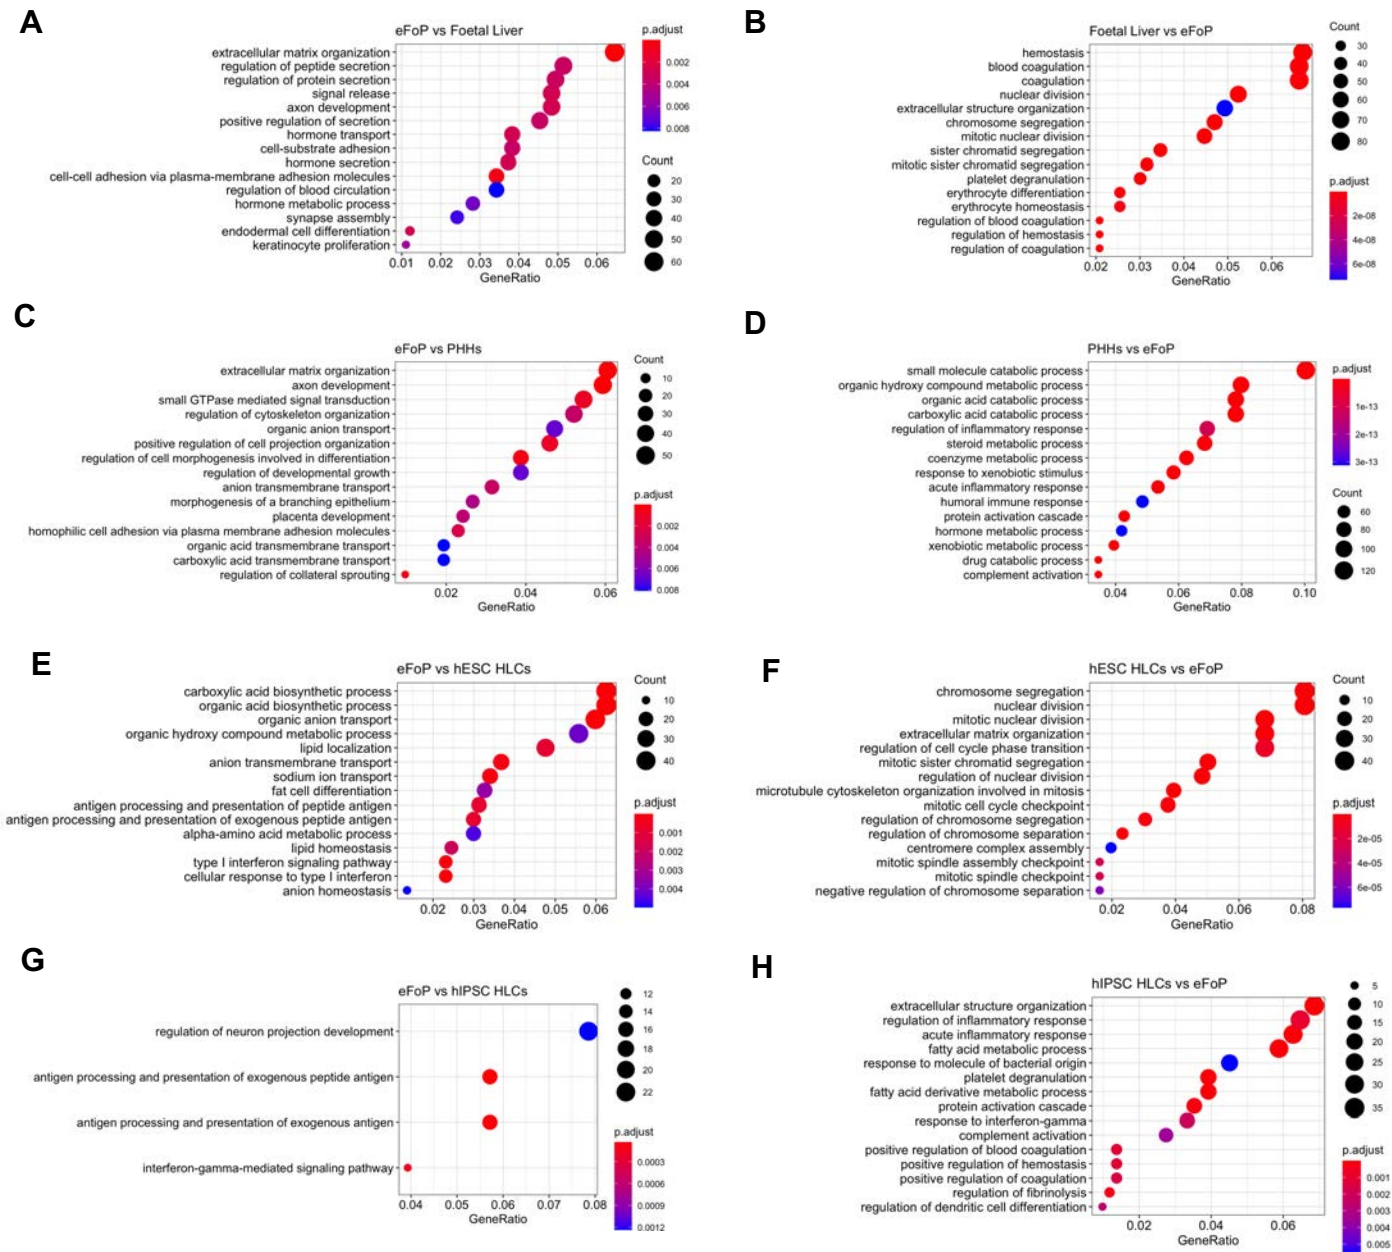 A
eFoP vs Foetal Liver
extracellular matrix organization
regulation of peptide secretion
regulation of protein secretion
signal release
axon development
positive regulation of secretion
hormone transport
cell-substrate adhesion
hormone secretion
cell-cell adhesion via plasma-membrane adhesion molecules
regulation of blood circulation
hormone metabolic process
synapse assembly
endodermal cell differentiation
keratinocyte proliferation
0.01 0.02 0.03 0.04 0.05 0.06
GeneRatio
p.adjust
0.002
0.004
0.006
0.008
Count
20
30
40
50
60
B
Foetal Liver vs eFoP
hemostasis
blood coagulation
coagulation
nuclear division
extracellular structure organization
chromosome segregation
mitotic nuclear division
sister chromatid segregation
mitotic sister chromatid segregation
platelet degranulation
erythrocyte differentiation
erythrocyte homeostasis
regulation of blood coagulation
regulation of hemostasis
regulation of coagulation
0.02 0.03 0.04 0.05 0.06
GeneRatio
Count
30
40
50
60
70
80
p.adjust
2e-08
4e-08
6e-08
C
eFoP vs PHHs
extracellular matrix organization
axon development
small GTPase mediated signal transduction
regulation of cytoskeleton organization
organic anion transport
positive regulation of cell projection organization
regulation of cell morphogenesis involved in differentiation
regulation of developmental growth
anion transmembrane transport
morphogenesis of a branching epithelium
placenta development
homophilic cell adhesion via plasma membrane adhesion molecules
organic acid transmembrane transport
carboxylic acid transmembrane transport
regulation of collateral sprouting
0.02 0.04 0.06
GeneRatio
Count
10
20
30
40
50
p.adjust
0.002
0.004
0.006
0.008
D
PHHs vs eFoP
small molecule catabolic process
organic hydroxy compound metabolic process
organic acid catabolic process
carboxylic acid catabolic process
regulation of inflammatory response
steroid metabolic process
coenzyme metabolic process
response to xenobiotic stimulus
acute inflammatory response
humoral immune response
protein activation cascade
hormone metabolic process
xenobiotic metabolic process
drug catabolic process
complement activation
0.04 0.06 0.08 0.10
GeneRatio
p.adjust
1e-13
2e-13
3e-13
Count
60
80
100
120
E
eFoP vs hESC HLCs
carboxylic acid biosynthetic process
organic acid biosynthetic process
organic anion transport
organic hydroxy compound metabolic process
lipid localization
anion transmembrane transport
sodium ion transport
fat cell differentiation
antigen processing and presentation of peptide antigen
antigen processing and presentation of exogenous peptide antigen
alpha-amino acid metabolic process
lipid homeostasis
type I interferon signaling pathway
cellular response to type I interferon
anion homeostasis
0.02 0.03 0.04 0.05 0.06
GeneRatio
Count
10
20
30
40
p.adjust
0.001
0.002
0.003
0.004
F
hESC HLCs vs eFoP
chromosome segregation
nuclear division
mitotic nuclear division
extracellular matrix organization
regulation of cell cycle phase transition
mitotic sister chromatid segregation
regulation of nuclear division
microtubule cytoskeleton organization involved in mitosis
mitotic cell cycle checkpoint
regulation of chromosome segregation
regulation of chromosome separation
centromere complex assembly
mitotic spindle assembly checkpoint
mitotic spindle checkpoint
negative regulation of chromosome separation
0.02 0.04 0.06 0.08
GeneRatio
Count
10
20
30
40
p.adjust
2e-05
4e-05
6e-05
G
eFoP vs hIPSC HLCs
regulation of neuron projection development
antigen processing and presentation of exogenous peptide antigen
antigen processing and presentation of exogenous antigen
interferon-gamma-mediated signaling pathway
0.04 0.05 0.06 0.07 0.08
GeneRatio
12
14
16
18
20
22
p.adjust
0.0003
0.0006
0.0009
0.0012
H
hIPSC HLCs vs eFoP
extracellular structure organization
regulation of inflammatory response
acute inflammatory response
fatty acid metabolic process
response to molecule of bacterial origin
platelet degranulation
fatty acid derivative metabolic process
protein activation cascade
response to interferon-gamma
complement activation
positive regulation of blood coagulation
positive regulation of hemostasis
positive regulation of coagulation
regulation of fibrinolysis
regulation of dendritic cell differentiation
0.02 0.04 0.06
GeneRatio
5
10
15
20
25
30
35
p.adjust
0.001
0.002
0.003
0.004
0.005